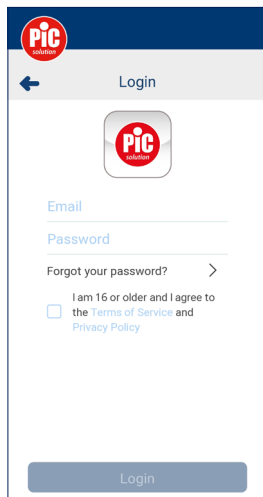 PiC
solution
Login
PiC
solution
Email
Password
Forgot your password?
I am 16 or older and I agree to
the Terms of Service and
Privacy Policy
Login